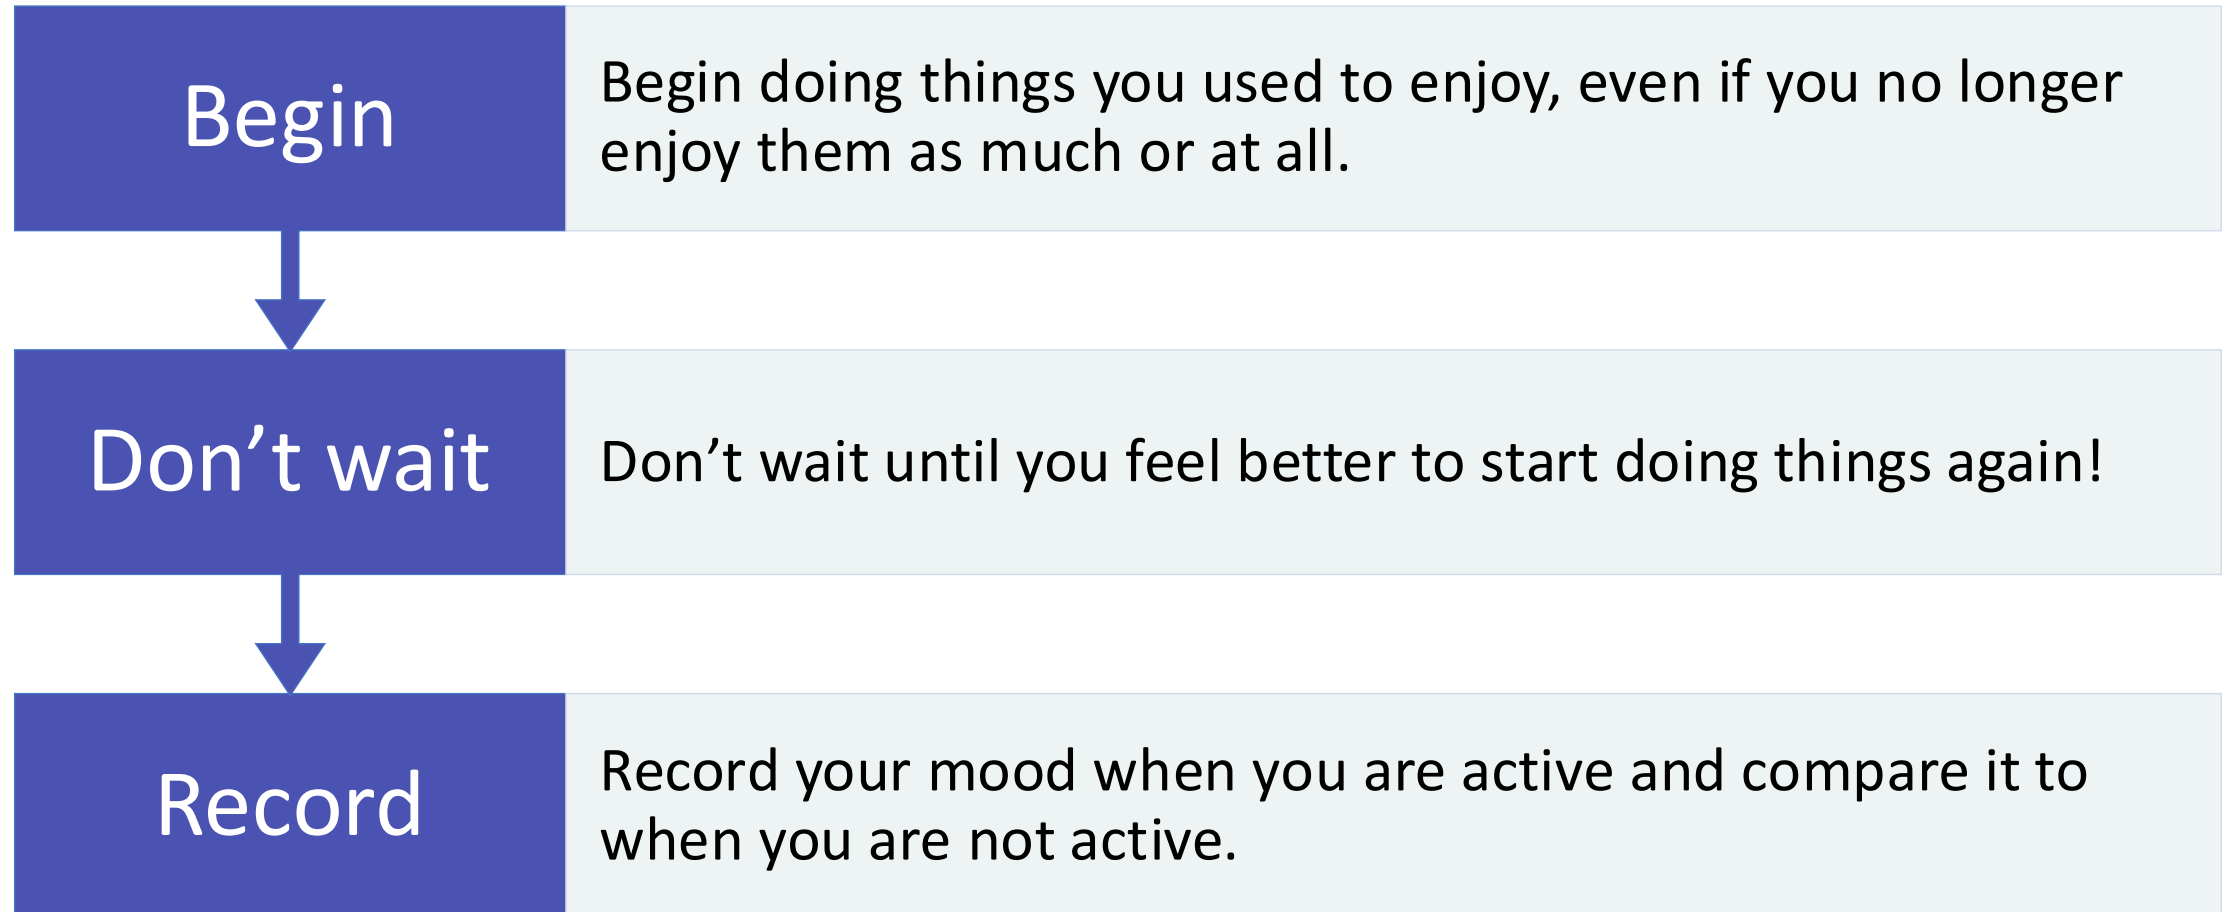 Begin
Begin doing things you used to enjoy, even if you no longer
enjoy them as much or at all.
Don’t wait
Don’t wait until you feel better to start doing things again!
Record
Record your mood when you are active and compare it to
when you are not active.